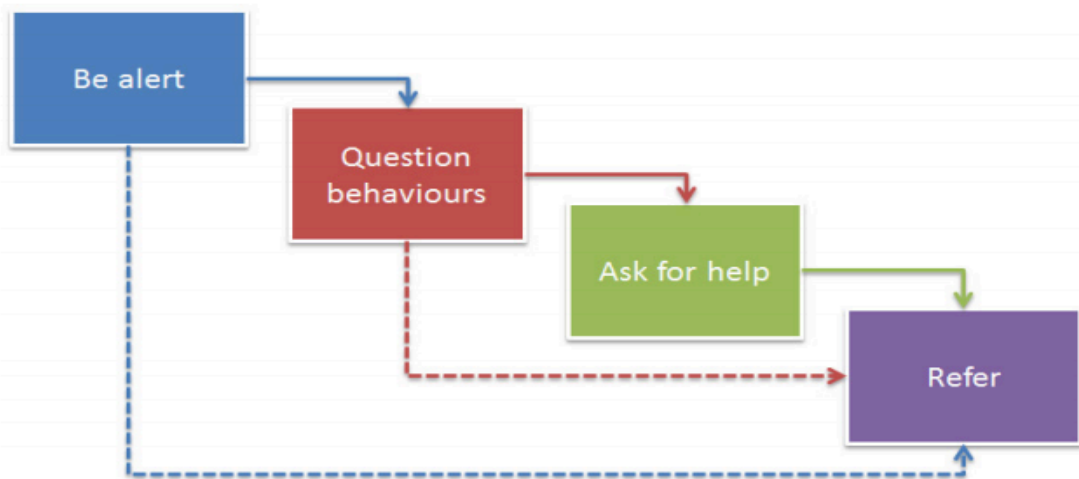 Be alert
Question
behaviours
Ask for help
Refer